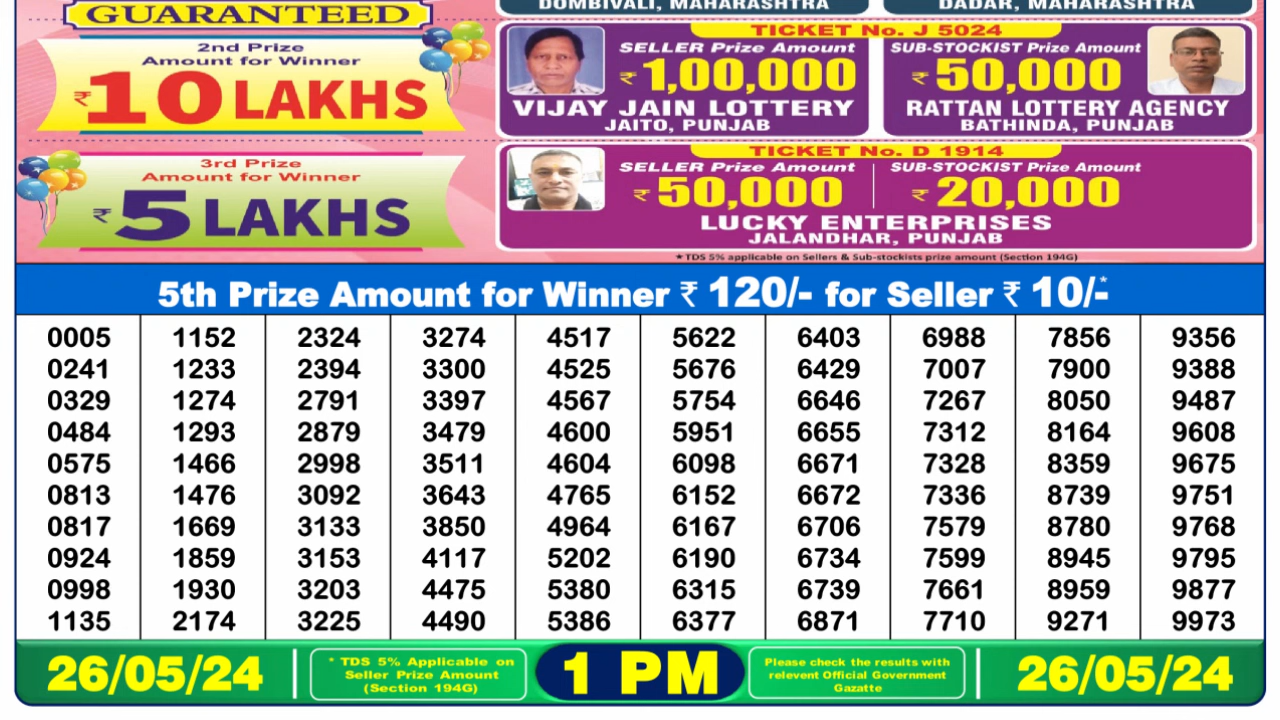 GUARANTEED
DOMBIVALI, MAHARASHTRA
DADAR, MAHARASHTRA
2nd Prize
Amount for Winner
₹10 LAKHS
TICKET No. J 5024
SELLER Prize Amount
₹1,00,000
SUB-STOCKIST Prize Amount
₹50,000
VIJAY JAIN LOTTERY
JAITO, PUNJAB
RATTAN LOTTERY AGENCY
BATHINDA, PUNJAB
3rd Prize
Amount for Winner
₹5 LAKHS
TICKET No. D 1914
SELLER Prize Amount
₹50,000
SUB-STOCKIST Prize Amount
₹20,000
LUCKY ENTERPRISES
JALANDHAR, PUNJAB
*TDS 5% applicable on Sellers & Sub-stockists prize amount (Section 194G)
5th Prize Amount for Winner ₹ 120/- for Seller ₹ 10/-*
0005 1152 2324 3274 4517 5622 6403 6988 7856 9356
0241 1233 2394 3300 4525 5676 6429 7007 7900 9388
0329 1274 2791 3397 4567 5754 6646 7267 8050 9487
0484 1293 2879 3479 4600 5951 6655 7312 8164 9608
0575 1466 2998 3511 4604 6098 6671 7328 8359 9675
0813 1476 3092 3643 4765 6152 6672 7336 8739 9751
0817 1669 3133 3850 4964 6167 6706 7579 8780 9768
0924 1859 3153 4117 5202 6190 6734 7599 8945 9795
0998 1930 3203 4475 5380 6315 6739 7661 8959 9877
1135 2174 3225 4490 5386 6377 6871 7710 9271 9973
26/05/24
* TDS 5% Applicable on
Seller Prize Amount
(Section 194G)
1 PM
Please check the results with
relevent Official Government
Gazatte
26/05/24